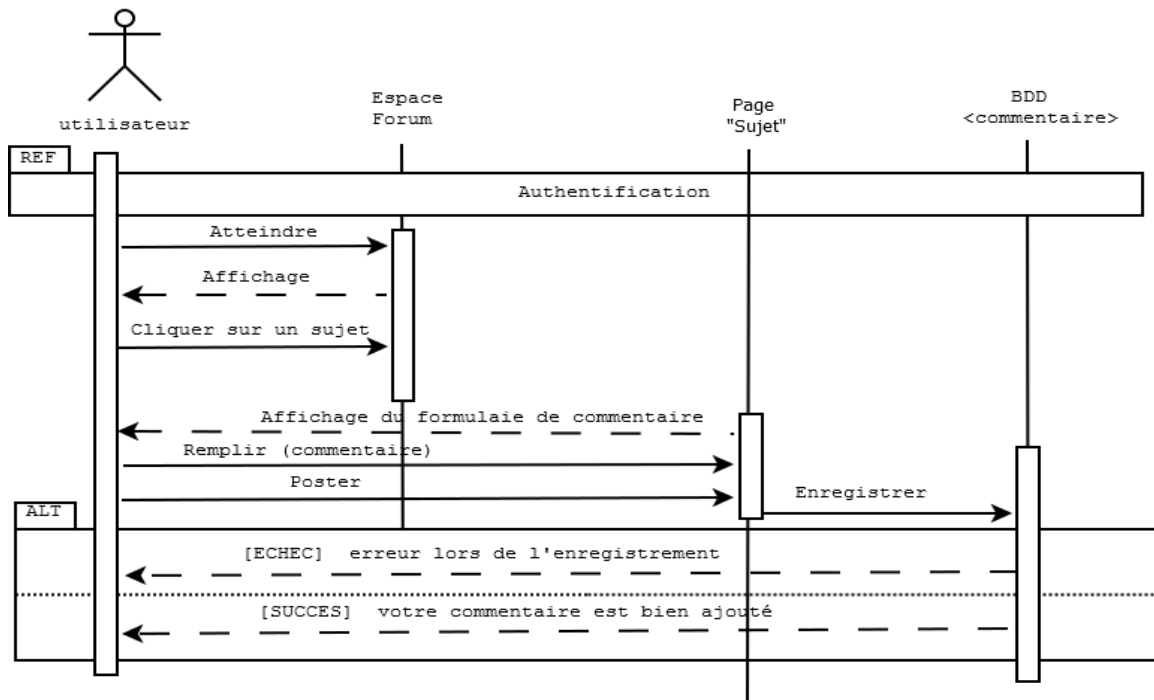 utilisateur
Espace
Forum
Page
"Sujet"
BDD
<commentaire>
REF
Authentification
Atteindre
Affichage
Cliquer sur un sujet
Affichage du formulaie de commentaire
Remplir (commentaire)
Poster
Enregistrer
ALT
[ECHEC] erreur lors de l'enregistrement
[SUCCES] votre commentaire est bien ajouté